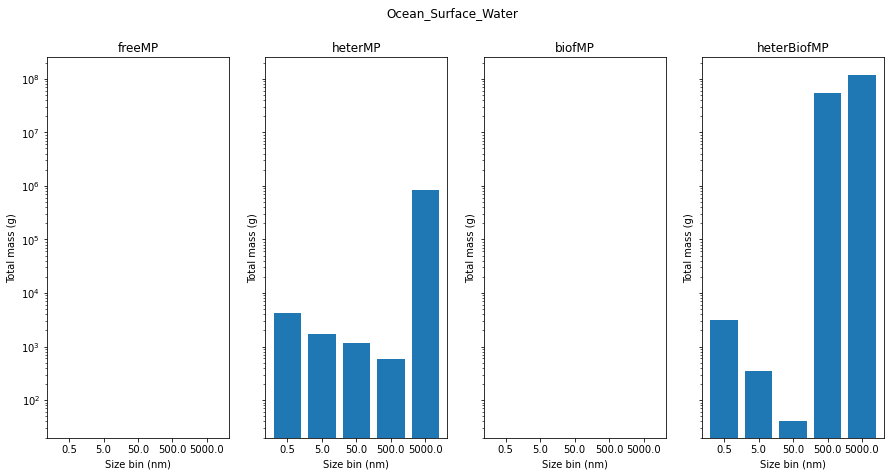 Ocean_Surface_Water
freeMP
heterMP
biofMP
heterBiofMP
Total mass (g)
10^8
10^7
10^6
10^5
10^4
10^3
10^2
0.5 5.0 50.0 500.0 5000.0
Size bin (nm)
Total mass (g)
0.5 5.0 50.0 500.0 5000.0
Size bin (nm)
Total mass (g)
0.5 5.0 50.0 500.0 5000.0
Size bin (nm)
Total mass (g)
0.5 5.0 50.0 500.0 5000.0
Size bin (nm)